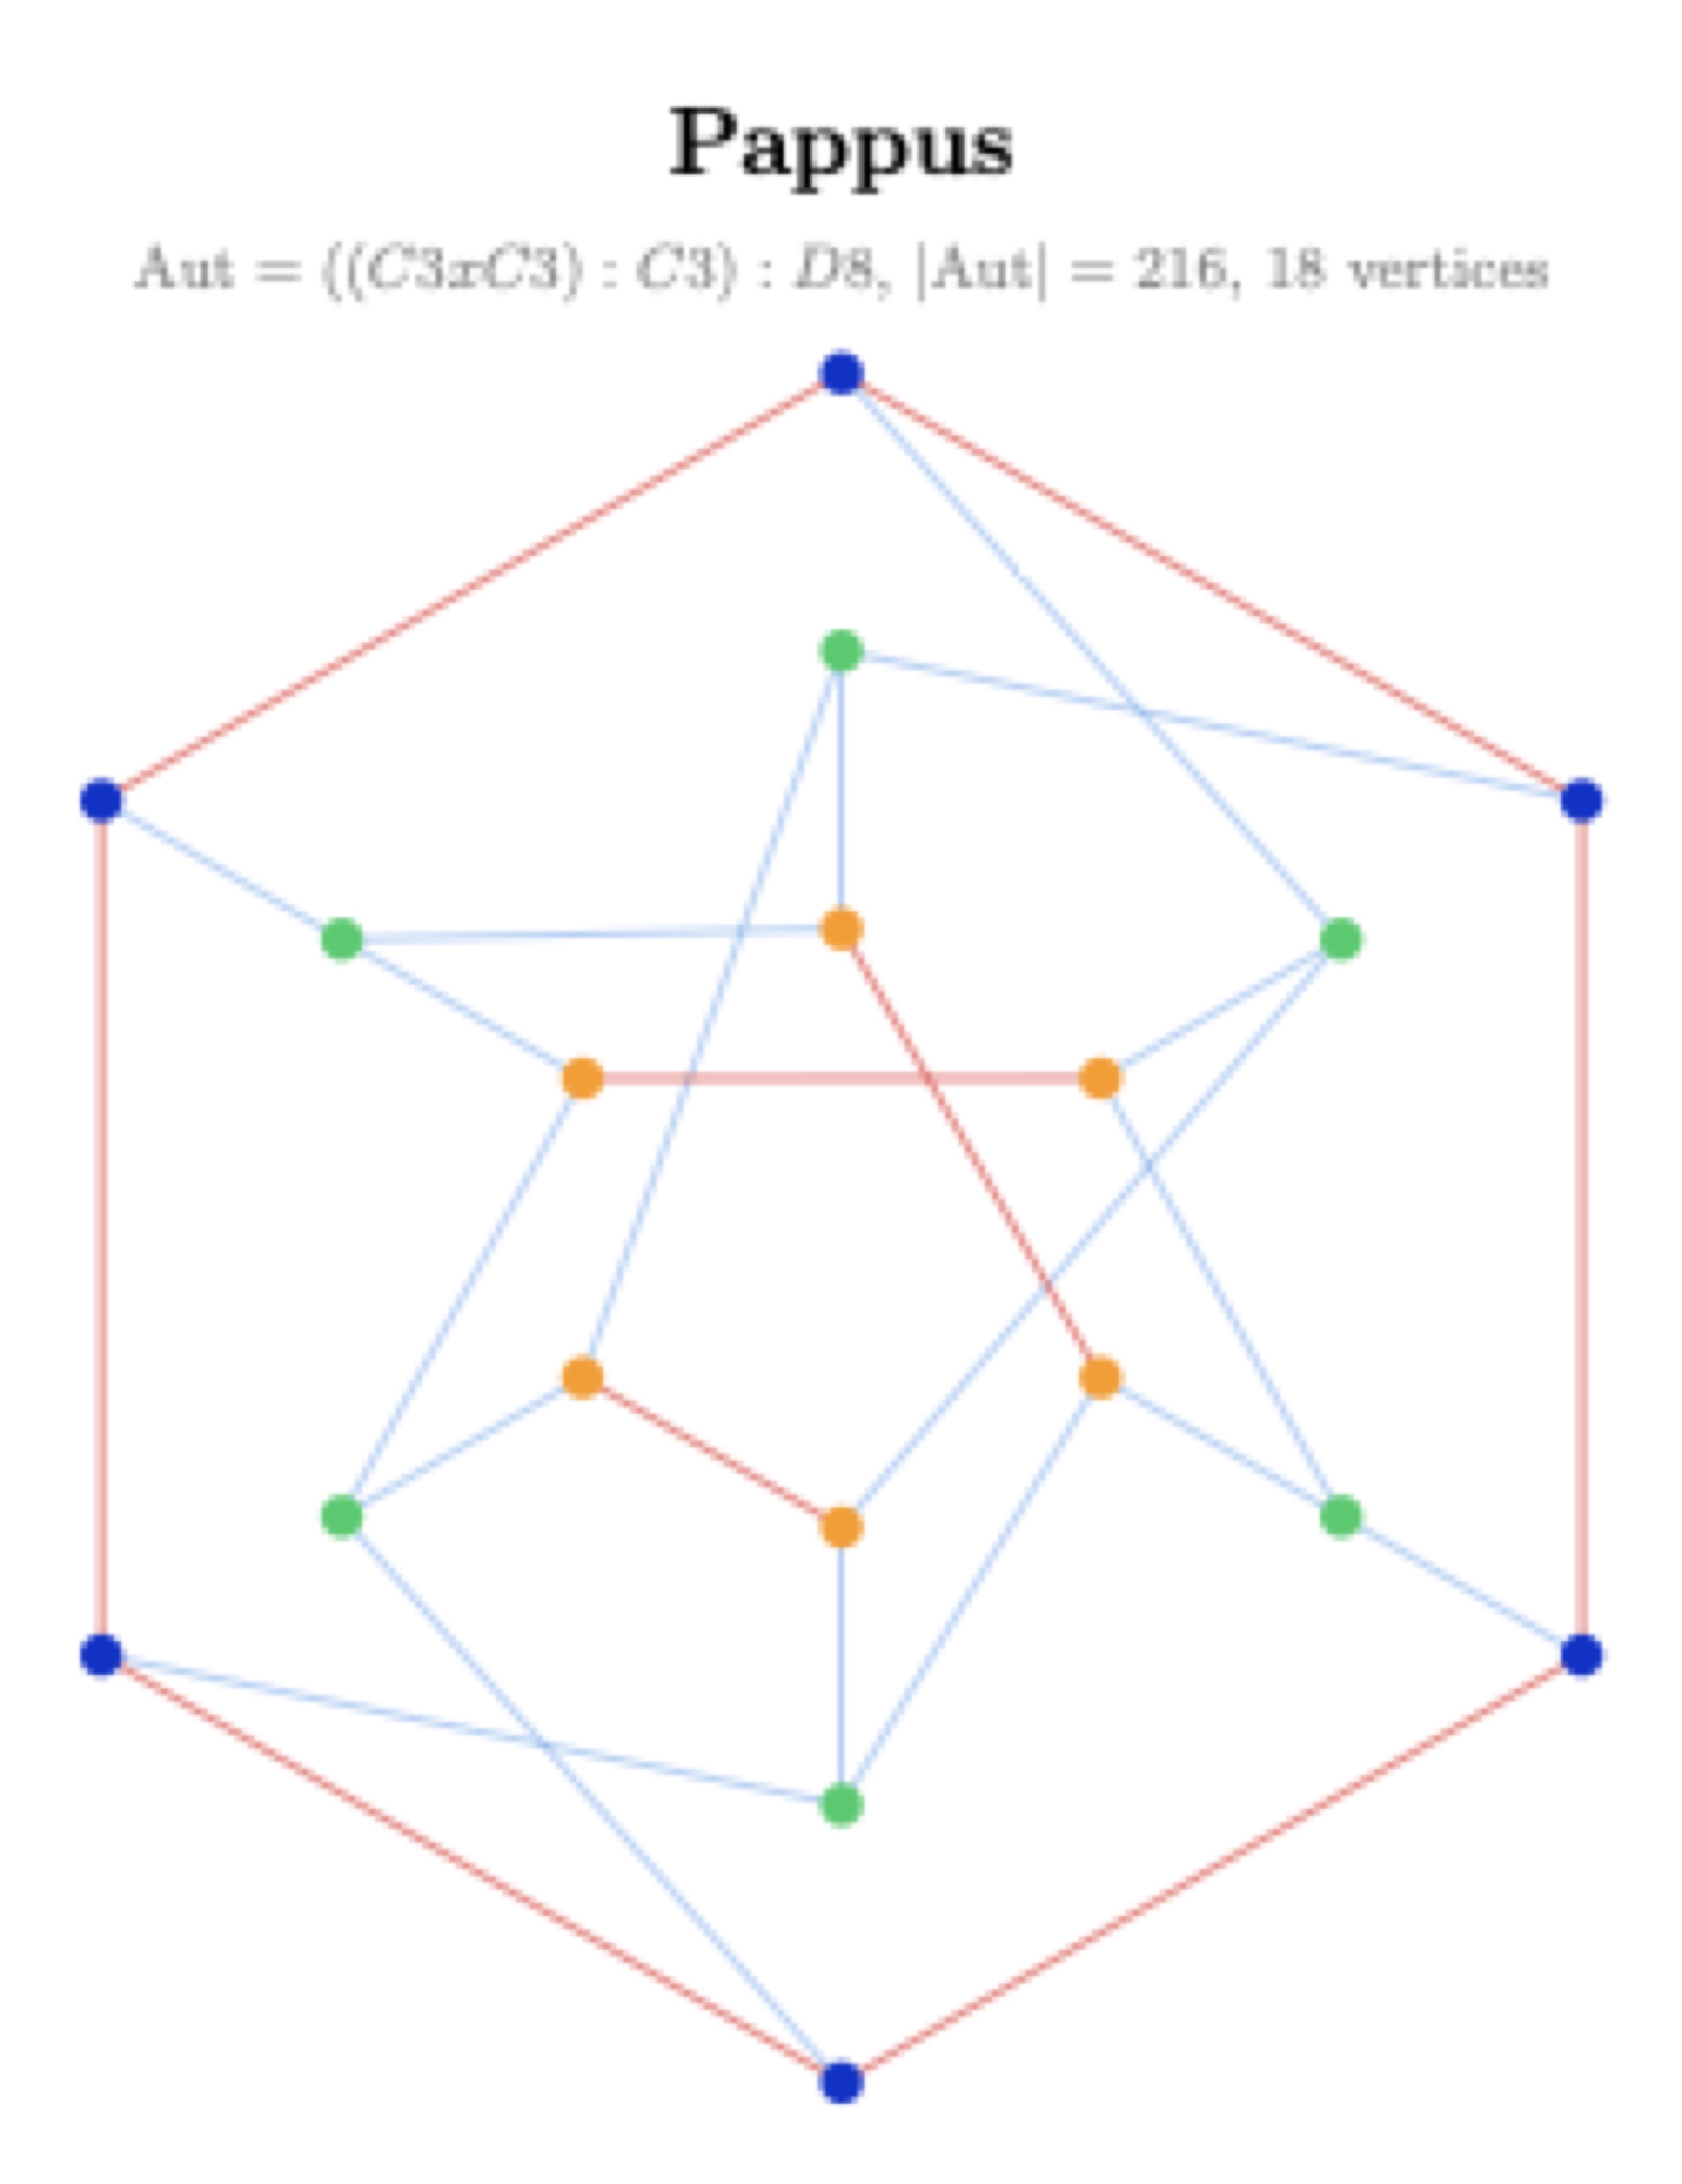 Pappus
Aut = ((C3xC3) : C3) : D8, |Aut| = 216, 18 vertices